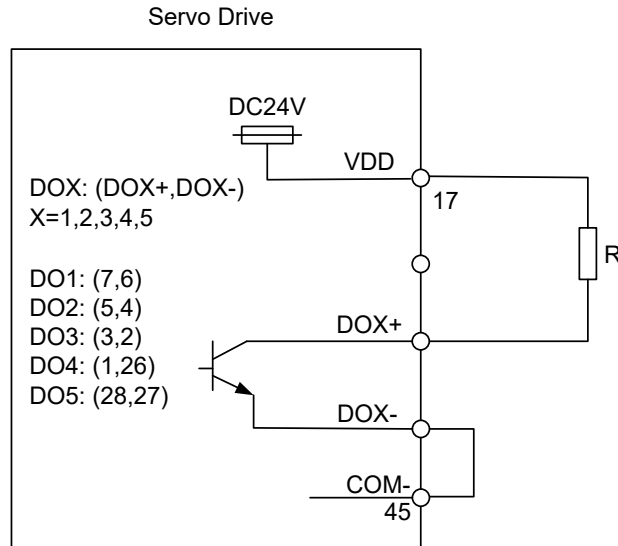 Servo Drive
DC24V
VDD
17
DOX: (DOX+,DOX-)
X=1,2,3,4,5
R
DO1: (7,6)
DO2: (5,4)
DO3: (3,2)
DO4: (1,26)
DO5: (28,27)
DOX+
DOX-
COM-
45